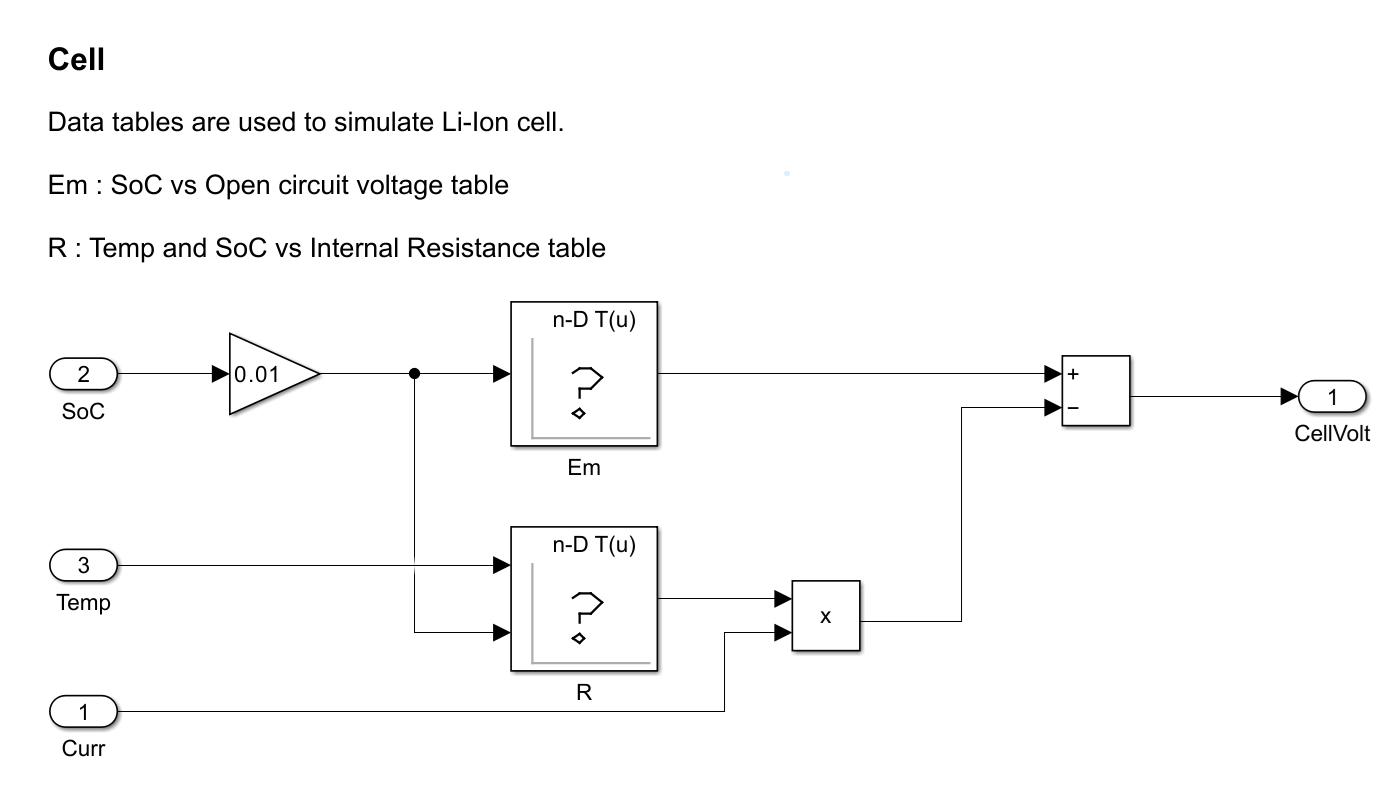 Cell
Data tables are used to simulate Li-Ion cell.
Em : SoC vs Open circuit voltage table
R : Temp and SoC vs Internal Resistance table
n-D T(u)
2
0.01
+
−
1
SoC
CellVolt
Em
n-D T(u)
3
Temp
x
R
1
Curr